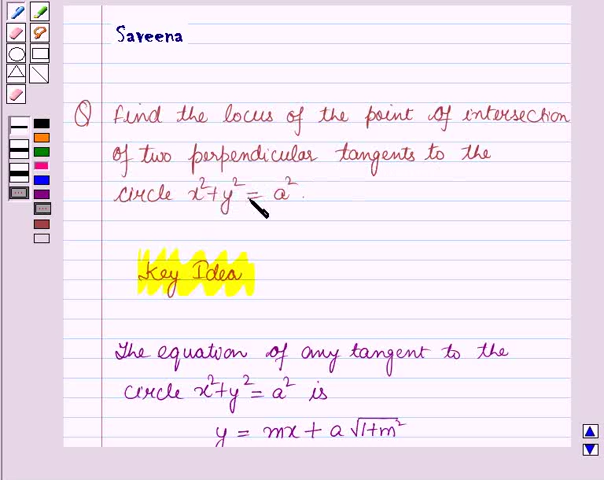 Saveena
Q Find the locus of the point of intersection
of two perpendicular tangents to the
circle x²+y² = a².
Key Idea
The equation of any tangent to the
circle x²+y² = a² is
y = mx + a √1+m²